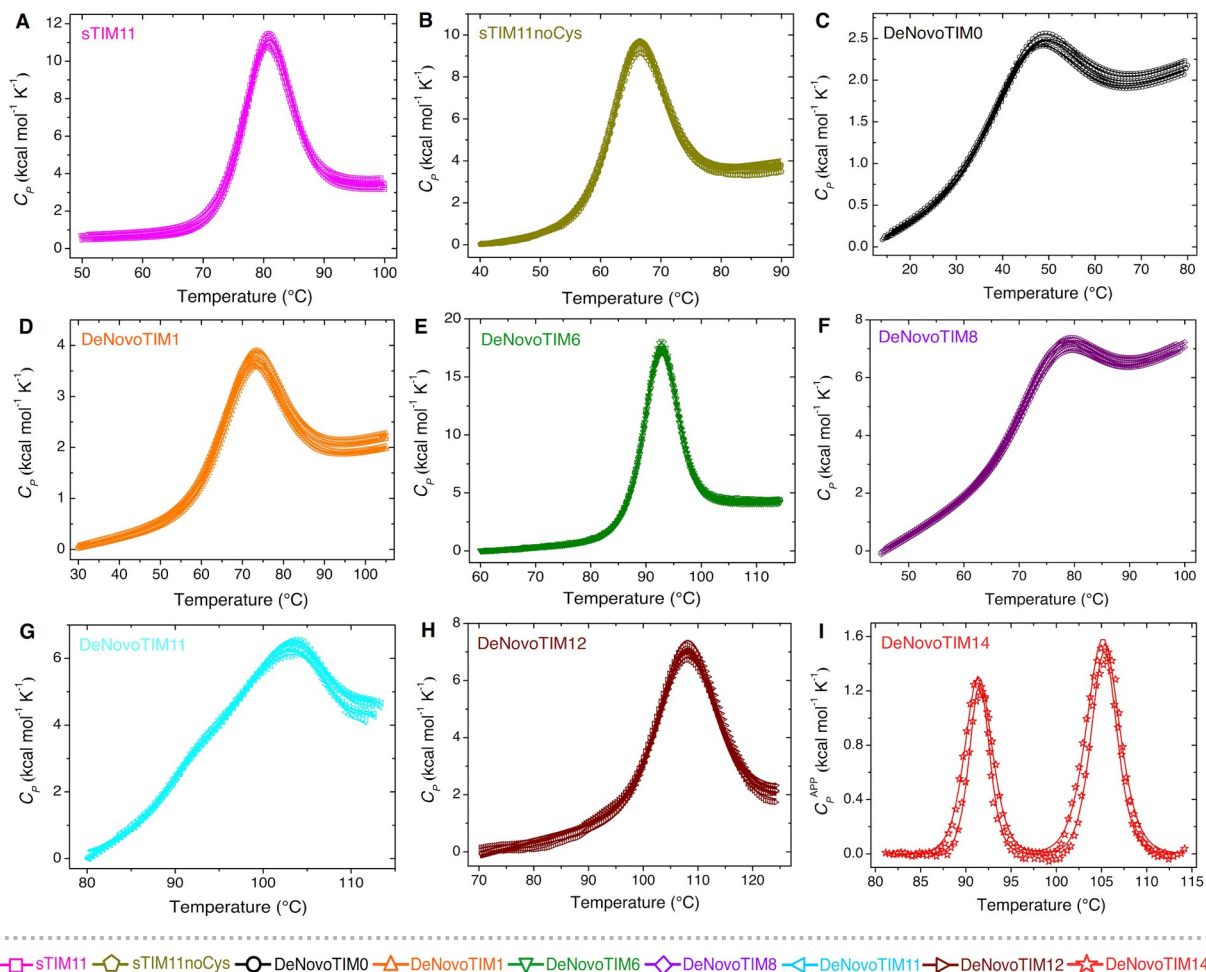 A
sTIM11
C_P (kcal mol⁻¹ K⁻¹)
12
10
8
6
4
2
0
50 60 70 80 90 100
Temperature (°C)
B
sTIM11noCys
C_P (kcal mol⁻¹ K⁻¹)
10
8
6
4
2
0
40 50 60 70 80 90
Temperature (°C)
C
DeNovoTIM0
C_P (kcal mol⁻¹ K⁻¹)
2.5
2.0
1.5
1.0
0.5
0.0
20 30 40 50 60 70 80
Temperature (°C)
D
DeNovoTIM1
C_P (kcal mol⁻¹ K⁻¹)
4
3
2
1
0
30 40 50 60 70 80 90 100
Temperature (°C)
E
DeNovoTIM6
C_P (kcal mol⁻¹ K⁻¹)
20
15
10
5
0
60 70 80 90 100 110
Temperature (°C)
F
DeNovoTIM8
C_P (kcal mol⁻¹ K⁻¹)
8
6
4
2
0
50 60 70 80 90 100
Temperature (°C)
G
DeNovoTIM11
C_P (kcal mol⁻¹ K⁻¹)
6
4
2
0
80 90 100 110
Temperature (°C)
H
DeNovoTIM12
C_P (kcal mol⁻¹ K⁻¹)
8
6
4
2
0
70 80 90 100 110 120
Temperature (°C)
I
DeNovoTIM14
C_P^APP (kcal mol⁻¹ K⁻¹)
1.6
1.2
0.8
0.4
0.0
80 85 90 95 100 105 110 115
Temperature (°C)
sTIM11 sTIM11noCys DeNovoTIM0 DeNovoTIM1 DeNovoTIM6 DeNovoTIM8 DeNovoTIM11 DeNovoTIM12 DeNovoTIM14